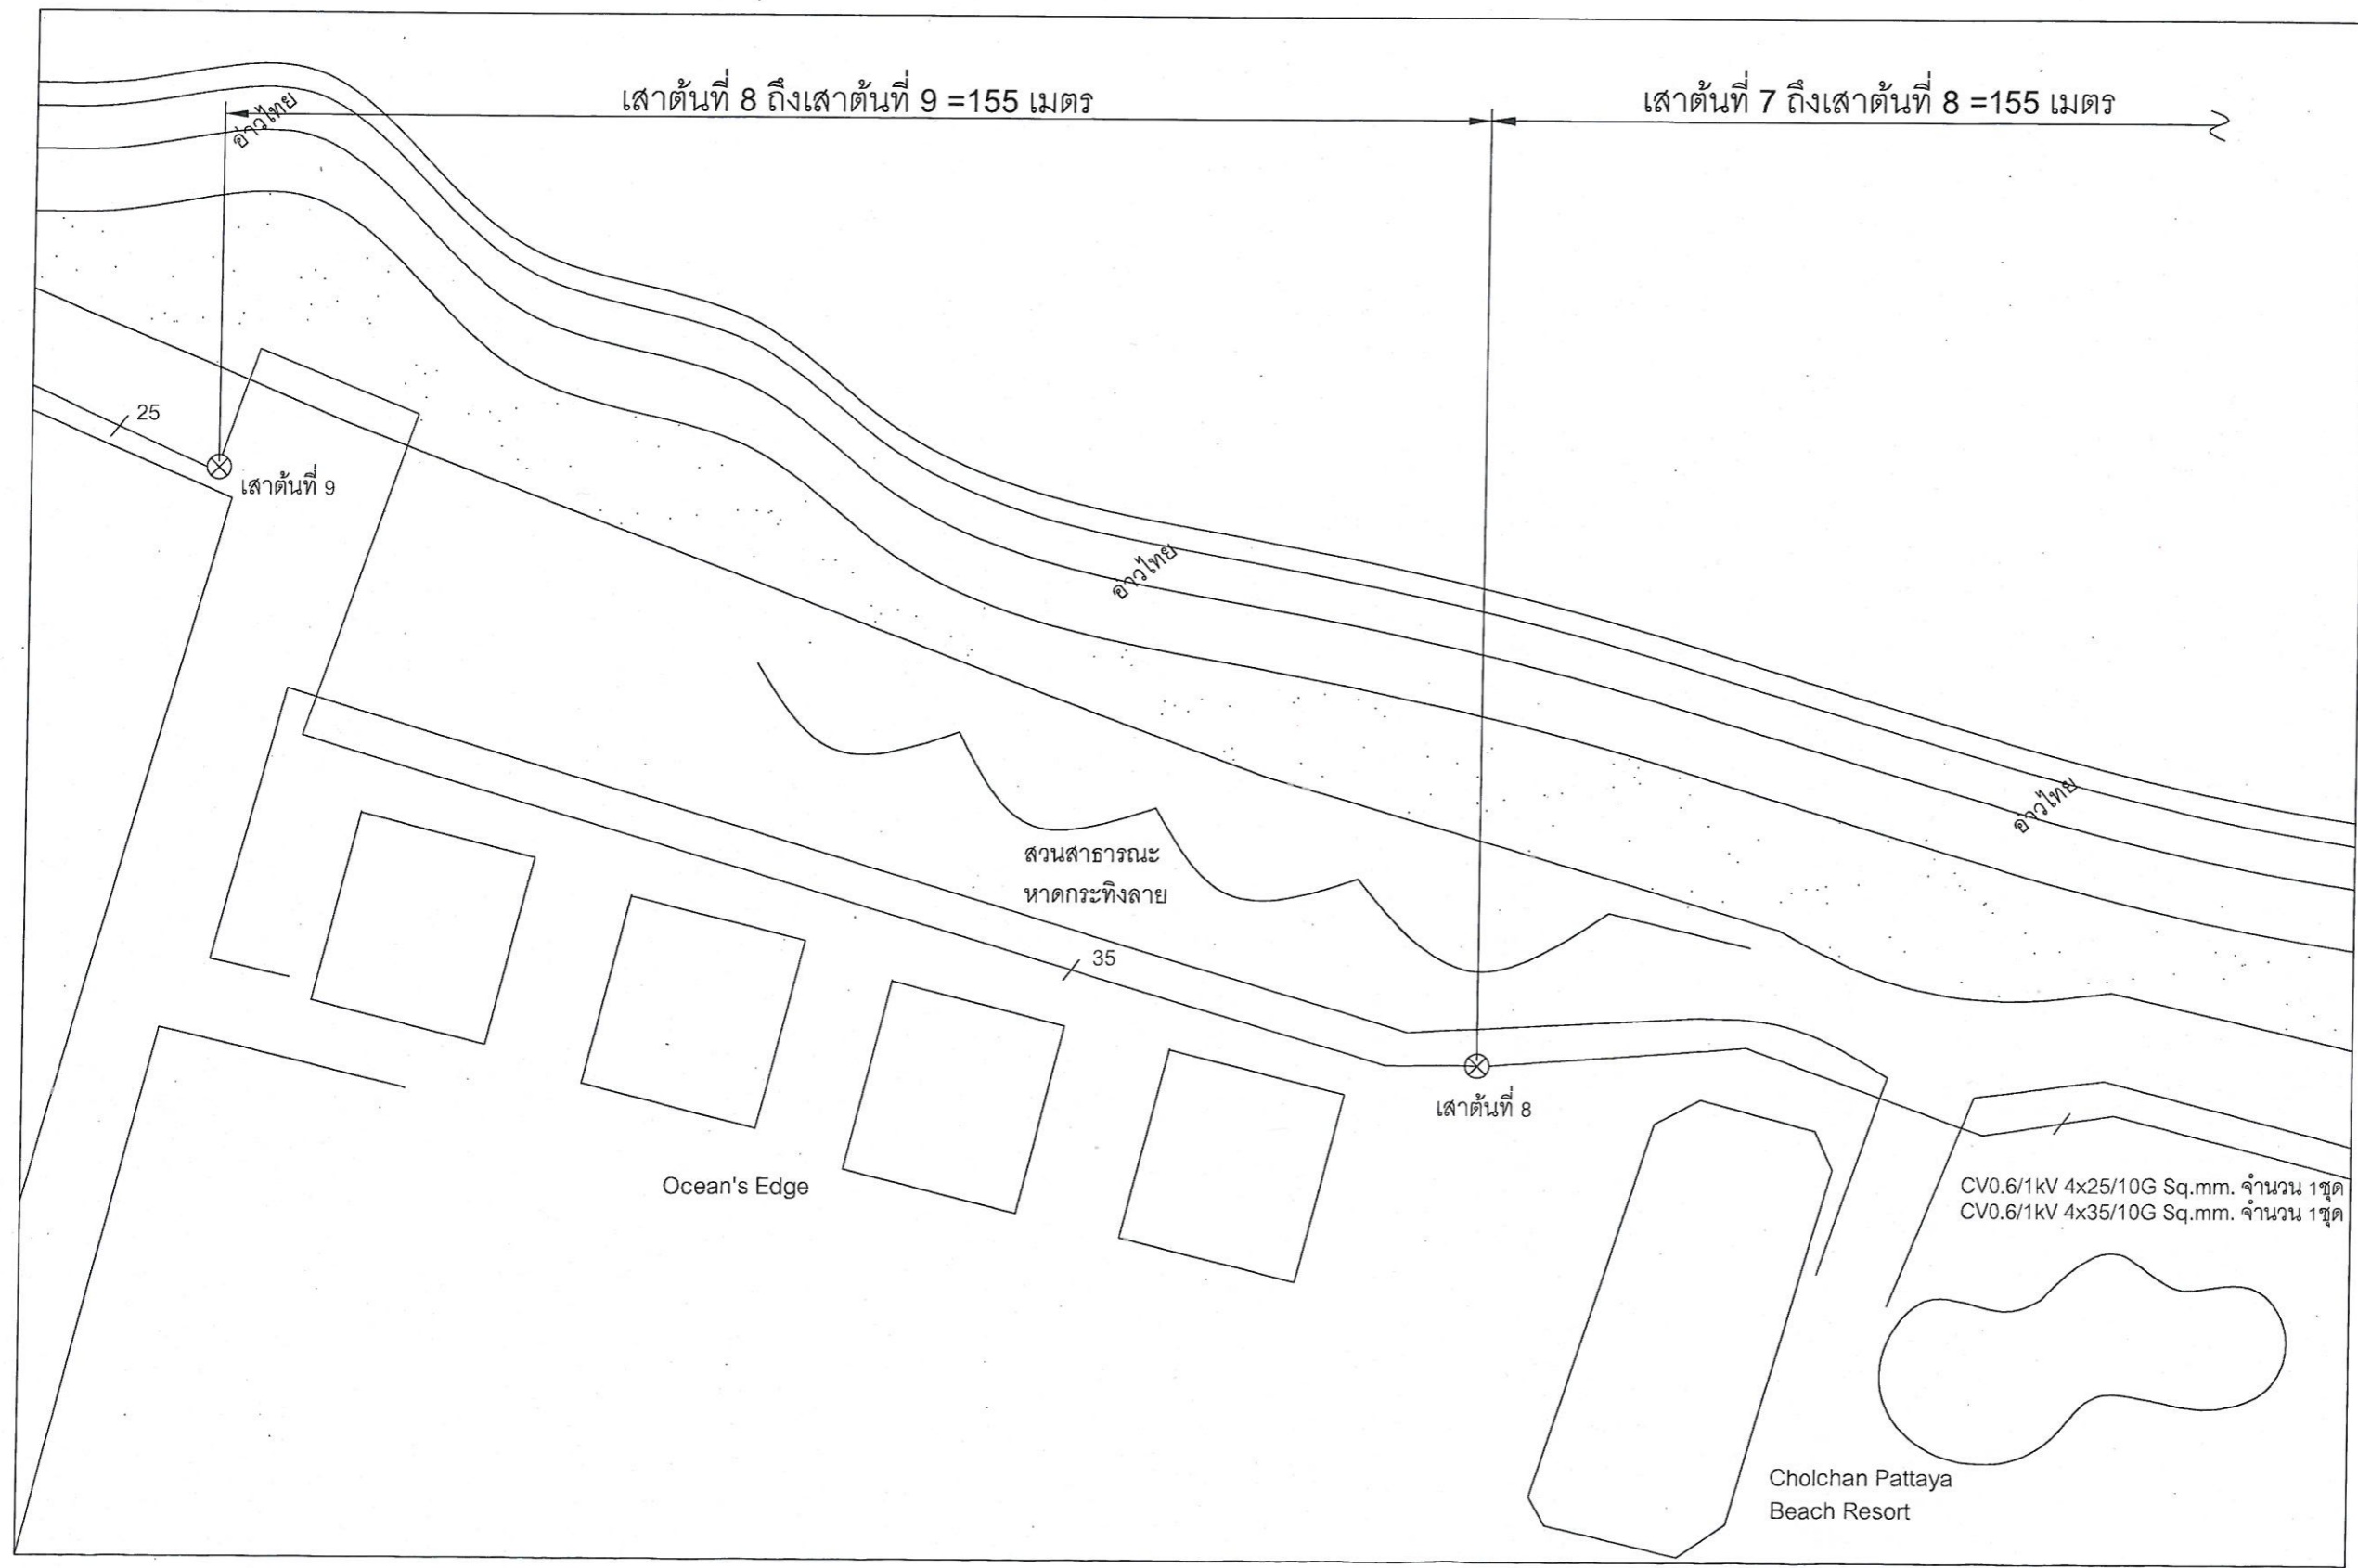 เสาต้นที่ 8 ถึงเสาต้นที่ 9 =155 เมตร
เสาต้นที่ 7 ถึงเสาต้นที่ 8 =155 เมตร
อ่าวไทย
25
เสาต้นที่ 9
อ่าวไทย
อ่าวไทย
สวนสาธารณะ
หาดกระทิงลาย
35
เสาต้นที่ 8
Ocean's Edge
CV0.6/1kV 4x25/10G Sq.mm. จำนวน 1ชุด
CV0.6/1kV 4x35/10G Sq.mm. จำนวน 1ชุด
Cholchan Pattaya
Beach Resort